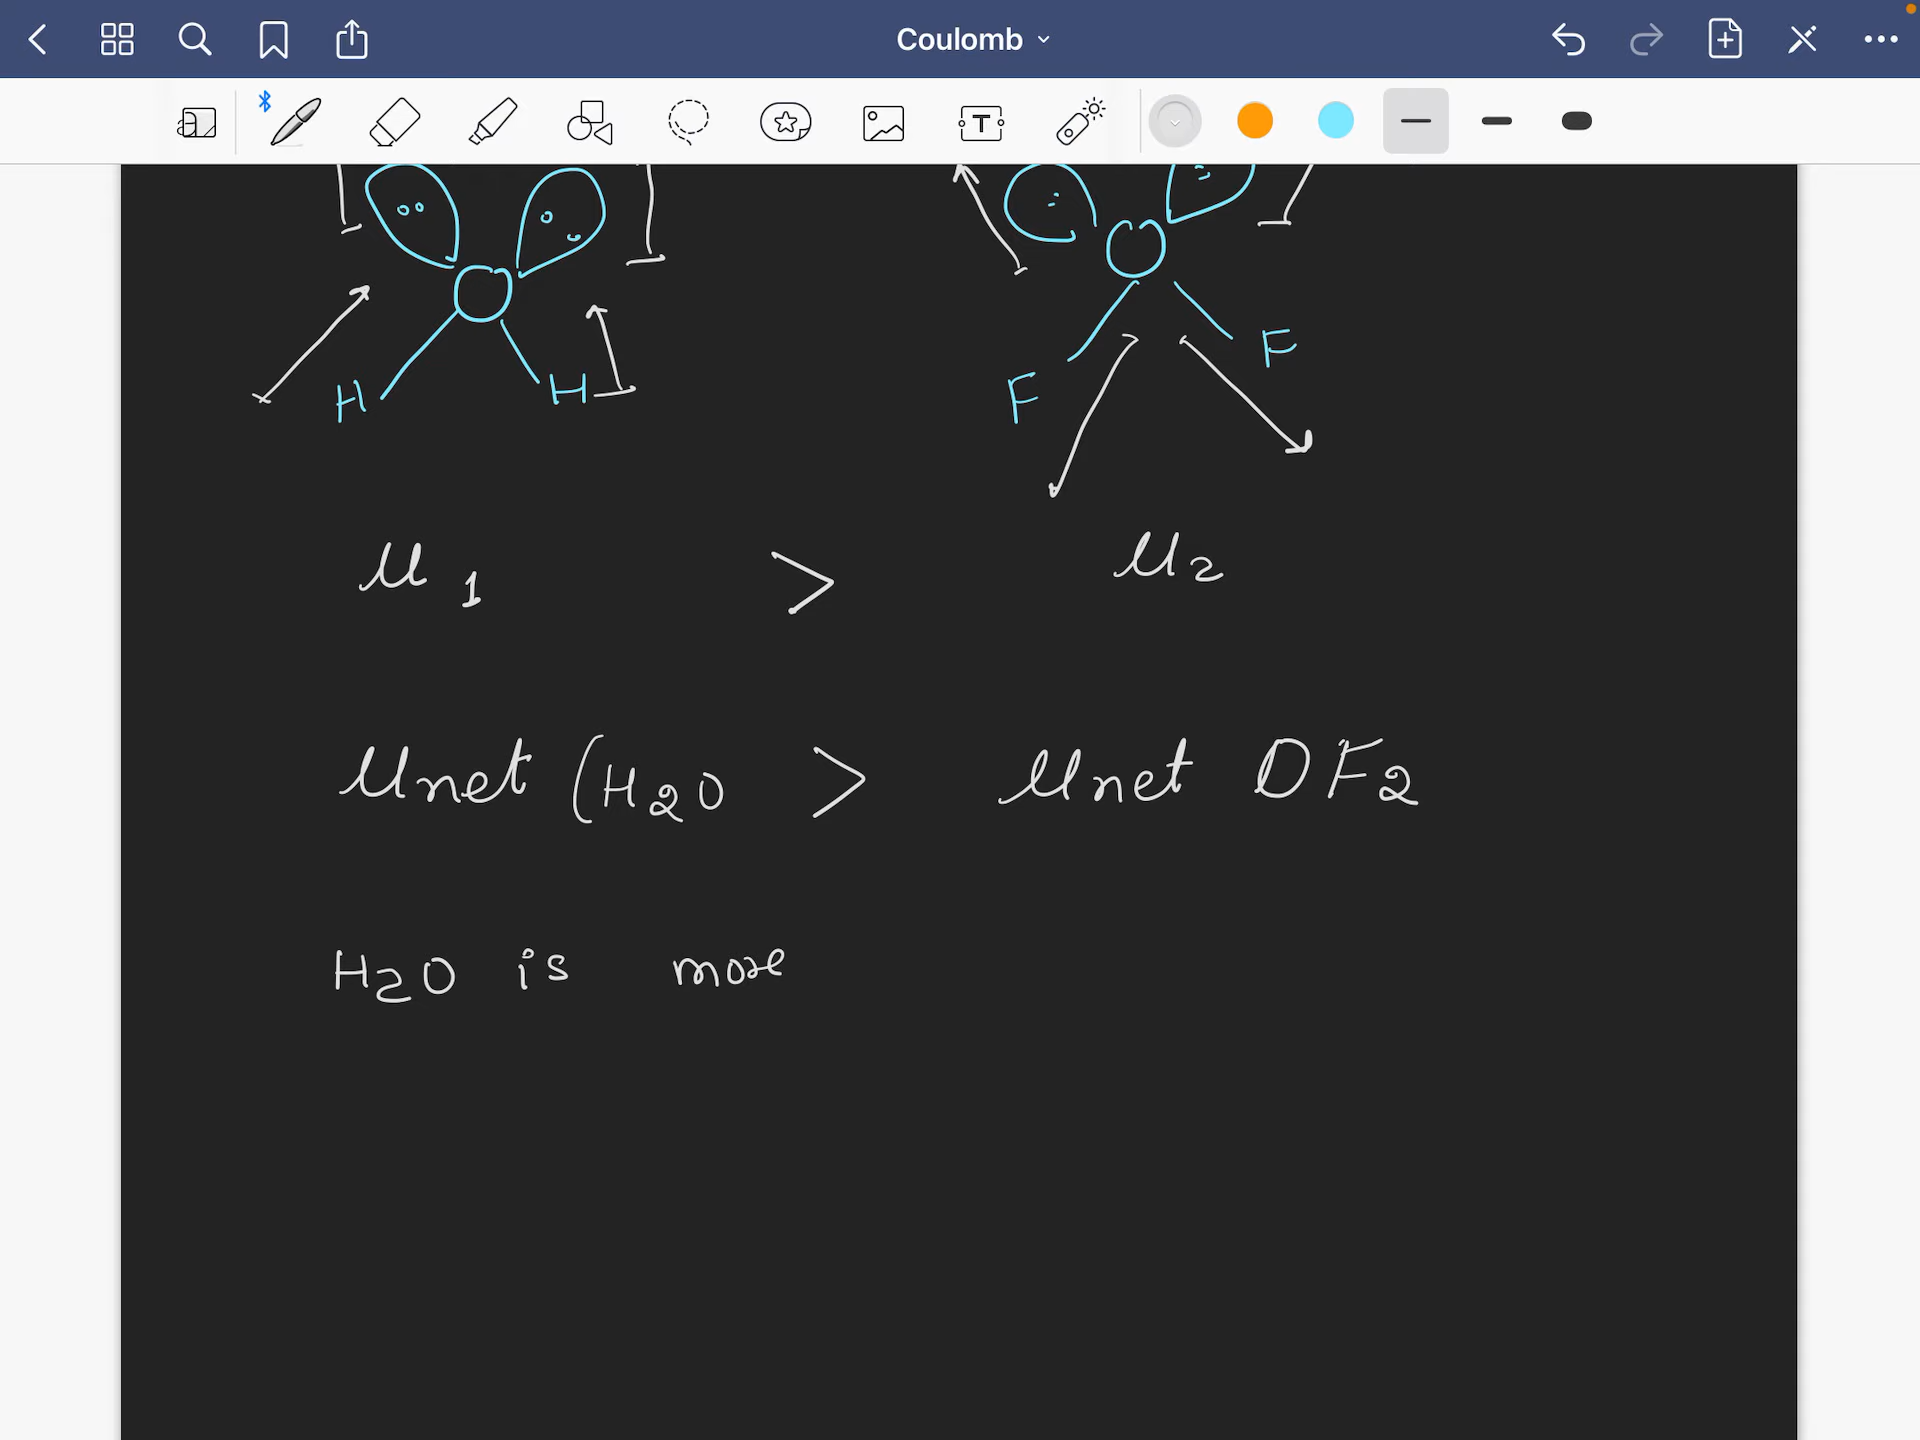 Coulomb
T
H H
F F
μ1 > μ2
μnet (H2O > μnet OF2
H2O is more